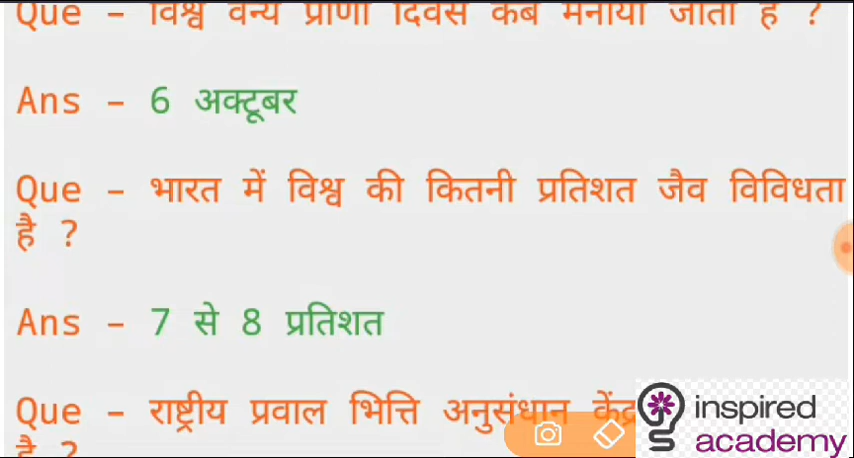 Que – विश्व वन्य प्राणी दिवस कब मनाया जाता है ?
Ans – 6 अक्टूबर
Que – भारत में विश्व की कितनी प्रतिशत जैव विविधता
है ?
Ans – 7 से 8 प्रतिशत
Que – राष्ट्रीय प्रवाल भित्ति अनुसंधान केंद्र
है ?
inspired
academy